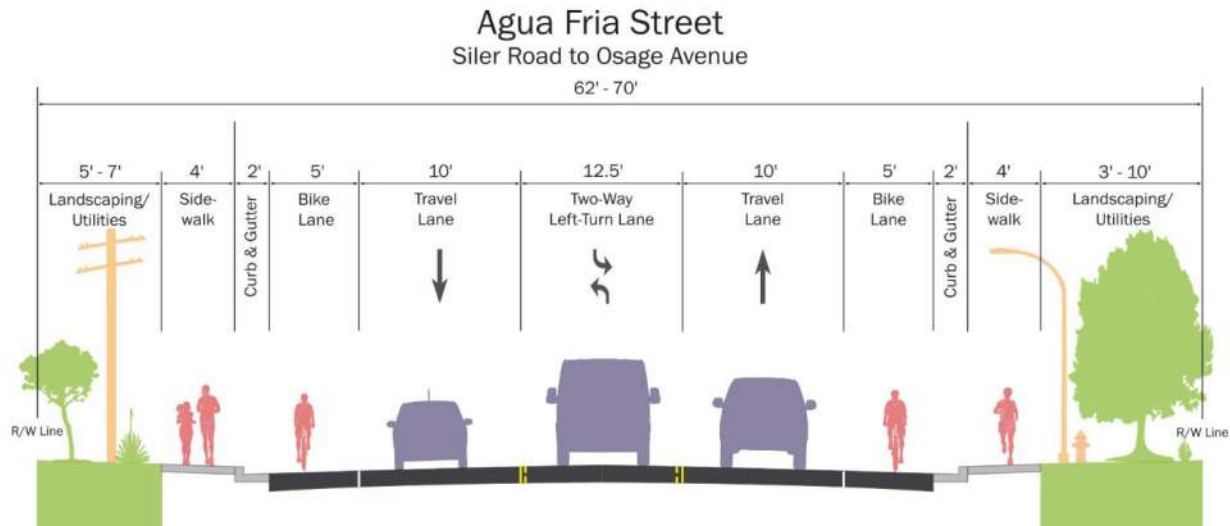 Agua Fria Street
Siler Road to Osage Avenue
62' - 70'
5' - 7'
4'
2'
5'
10'
12.5'
10'
5'
2'
4'
3' - 10'
Landscaping/
Utilities
Side-
walk
Curb & Gutter
Bike
Lane
Travel
Lane
Two-Way
Left-Turn Lane
Travel
Lane
Bike
Lane
Curb & Gutter
Side-
walk
Landscaping/
Utilities
R/W Line
R/W Line